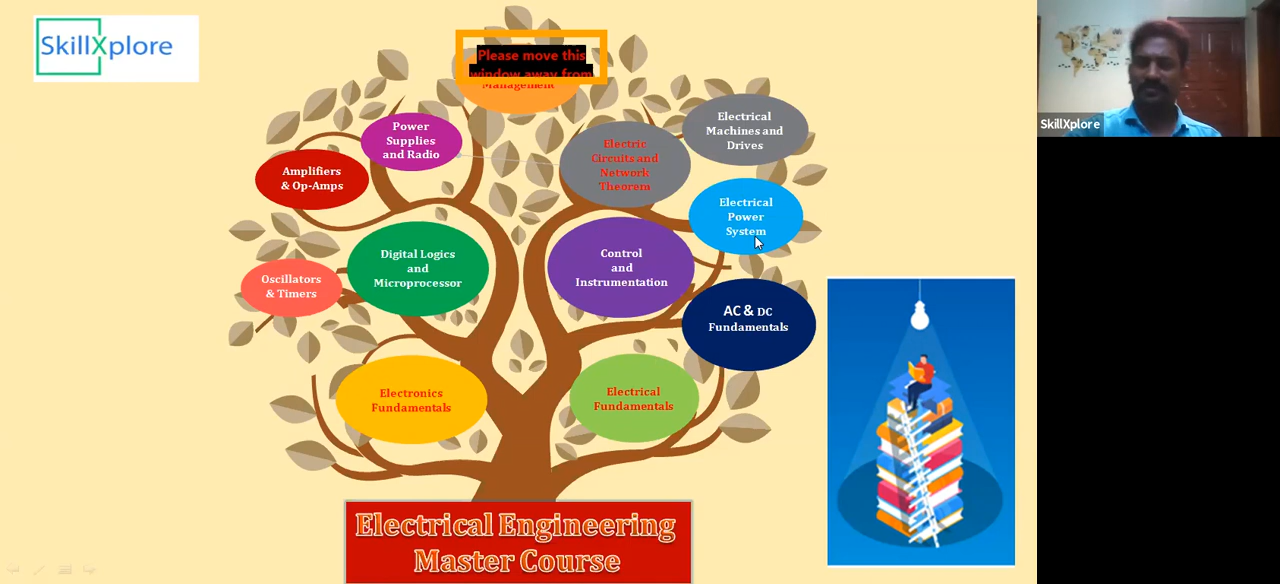 SkillXplore
Please move this
window away from
Management
Electrical
Machines and
Drives
Power
Supplies
and Radio
Electric
Circuits and
Network
Theorem
Amplifiers
& Op-Amps
Electrical
Power
System
Digital Logics
and
Microprocessor
Control
and
Instrumentation
Oscillators
& Timers
AC & DC
Fundamentals
Electronics
Fundamentals
Electrical
Fundamentals
Electrical Engineering
Master Course
SkillXplore